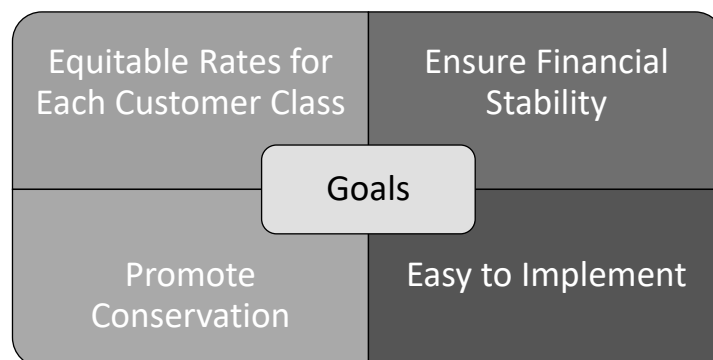 Equitable Rates for
Each Customer Class
Ensure Financial
Stability
Goals
Promote
Conservation
Easy to Implement